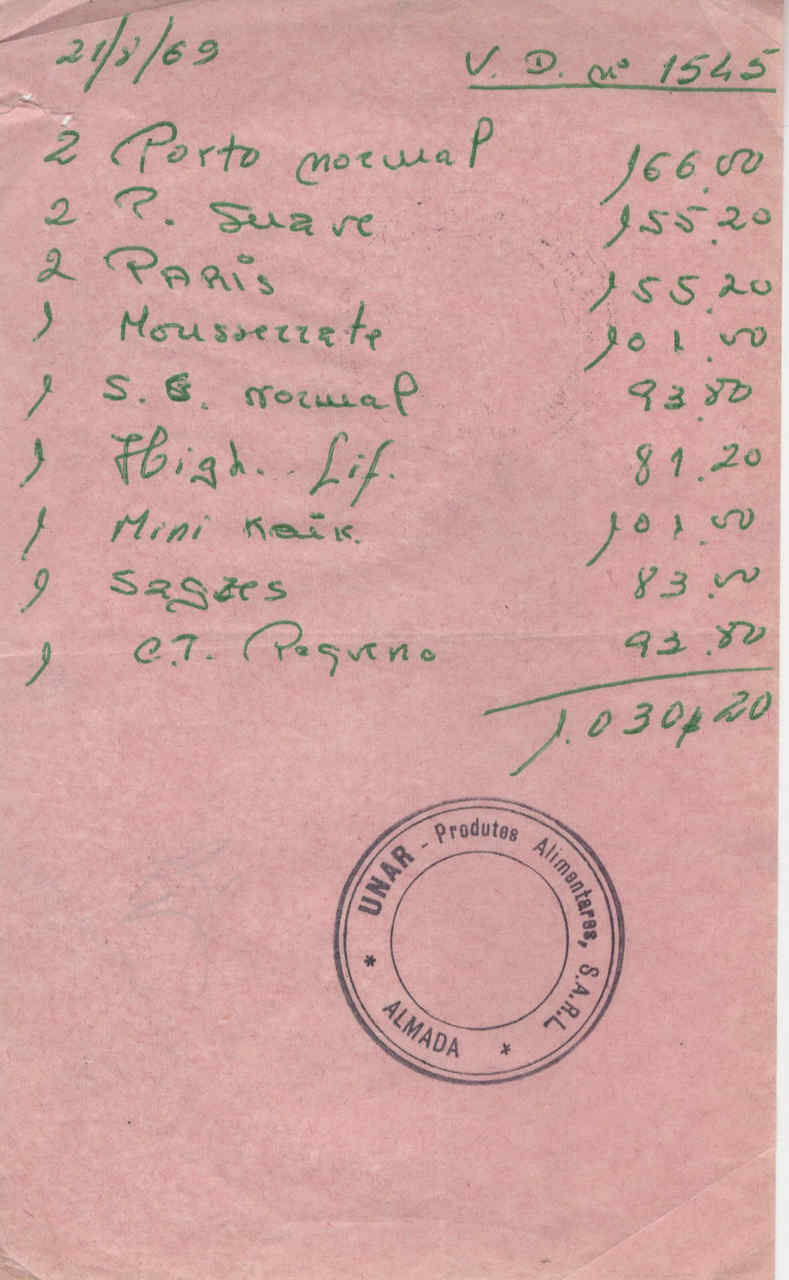 21/8/69 V. D. nº 1545
2 Porto normal 166.00
2 P. Suave 155.20
2 PARis 155.20
1 Monsserrate 101.00
1 S. G. normal 93.80
1 High. Lif. 81.20
1 Mini Kaik. 101.00
1 Sagres 83.00
1 C.T. Pequeno 93.80
1.030$20
UNAR - Produtos Alimentares, S.A.R.L
* ALMADA *